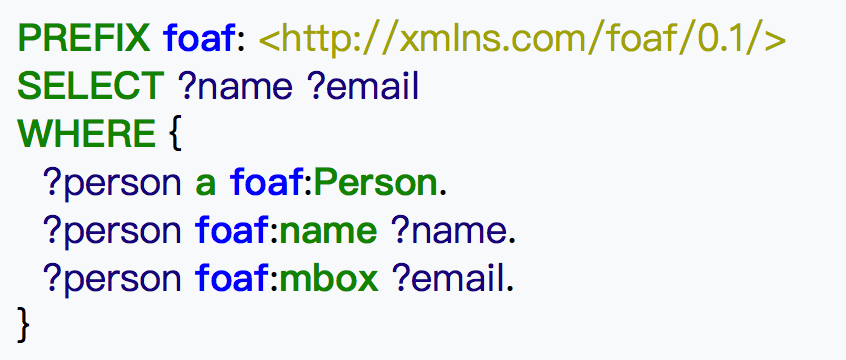 PREFIX foaf: <http://xmlns.com/foaf/0.1/>
SELECT ?name ?email
WHERE {
?person a foaf:Person.
?person foaf:name ?name.
?person foaf:mbox ?email.
}